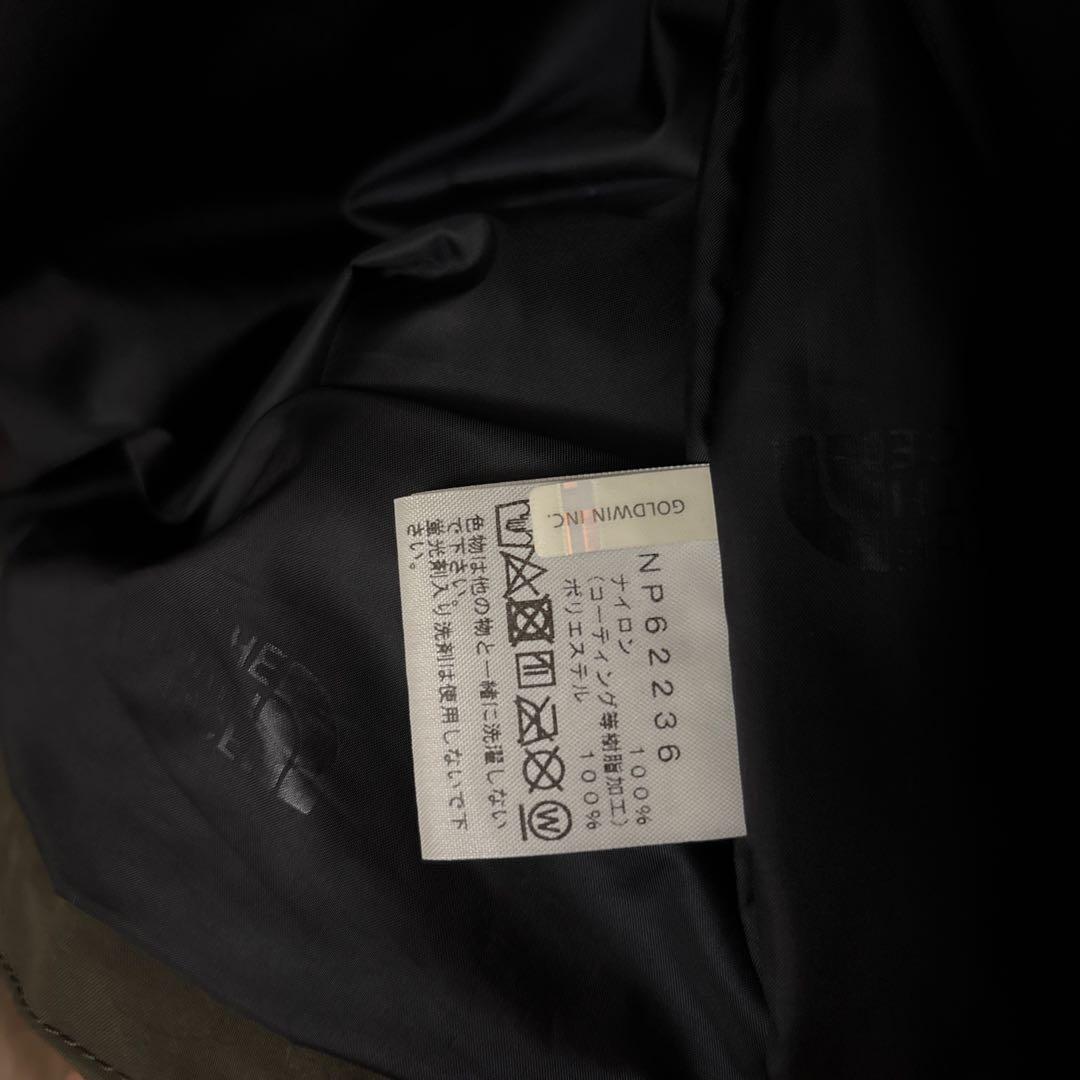 GOLDWIN INC.
NP62236
ナイロン 100%
(コーティング等樹脂加工)
ポリエステル 100%
W
色物は他の物と一緒に洗濯しない
で下さい。
蛍光剤入り洗剤は使用しないで下
さい。